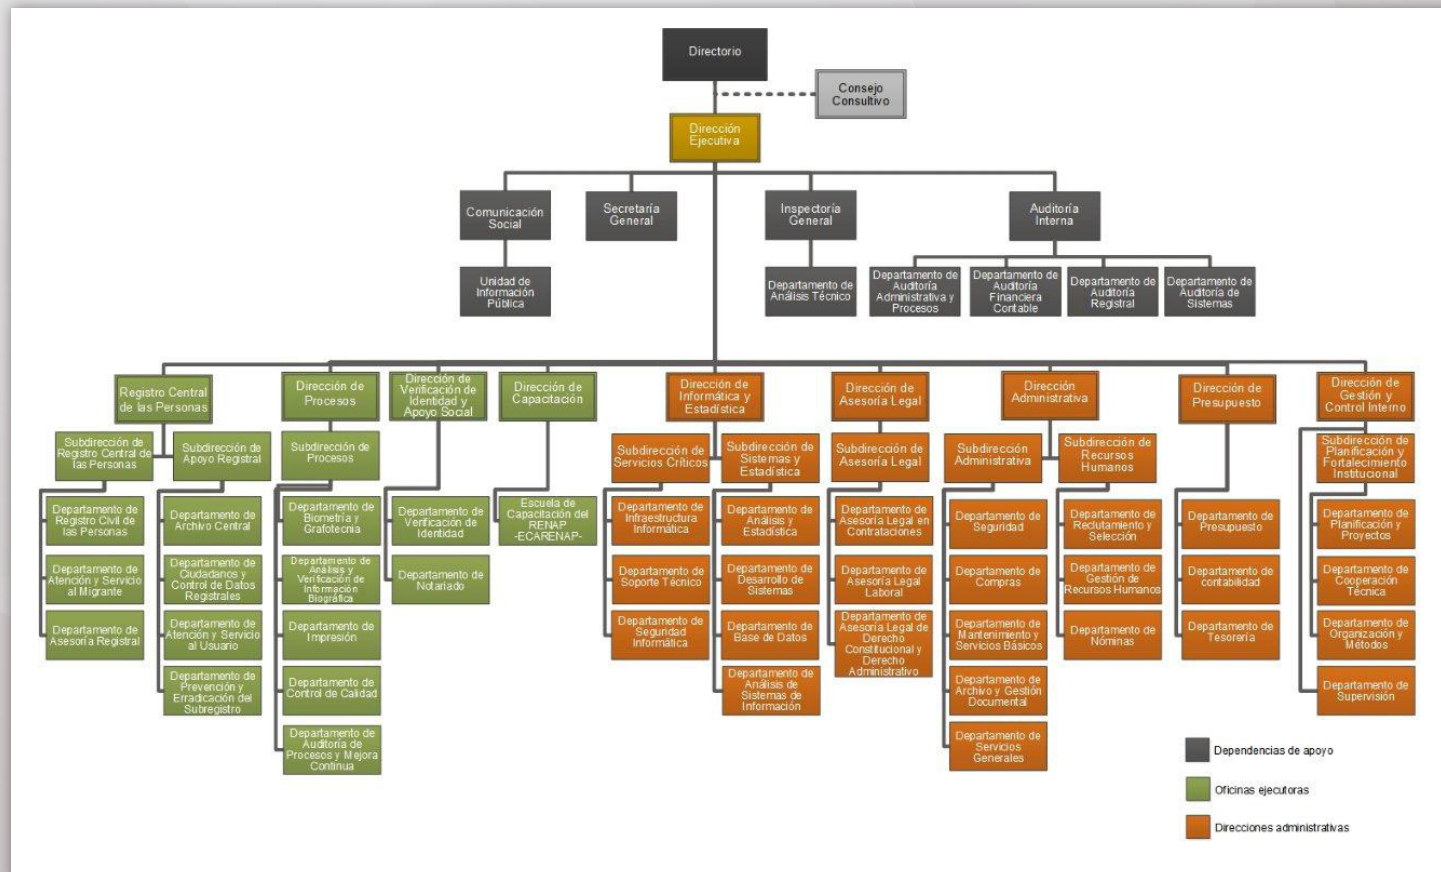 Directorio
Consejo
Consultivo
Dirección
Ejecutiva
Comunicación
Social
Secretaría
General
Inspectoría
General
Auditoría
Interna
Unidad de
Información
Pública
Departamento de
Análisis Técnico
Departamento de
Auditoría
Administrativa y
Procesos
Departamento de
Auditoría
Financiera
Contable
Departamento de
Auditoría
Registral
Departamento de
Auditoría de
Sistemas
Registro Central
de las Personas
Dirección de
Procesos
Dirección de
Verificación de
Identidad y
Apoyo Social
Dirección de
Capacitación
Dirección de
Informática y
Estadística
Dirección de
Asesoría Legal
Dirección
Administrativa
Dirección de
Presupuesto
Dirección de
Gestión y
Control Interno
Subdirección de
Registro Central de
las Personas
Subdirección de
Apoyo Registral
Subdirección de
Procesos
Subdirección de
Servicios Críticos
Subdirección de
Sistemas y
Estadística
Subdirección de
Asesoría Legal
Subdirección
Administrativa
Subdirección de
Recursos
Humanos
Subdirección de
Planificación y
Fortalecimiento
Institucional
Departamento de
Registro Civil de
las Personas
Departamento de
Archivo Central
Departamento de
Biometría y
Grafotecnia
Departamento de
Verificación de
Identidad
Escuela de
Capacitación del
RENAP
-ECARENAP-
Departamento de
Infraestructura
Informática
Departamento de
Análisis y
Estadística
Departamento de
Asesoría Legal en
Contrataciones
Departamento de
Seguridad
Departamento de
Reclutamiento y
Selección
Departamento de
Presupuesto
Departamento de
Planificación y
Proyectos
Departamento de
Atención y Servicio
al Migrante
Departamento de
Ciudadanos y
Control de Datos
Registrales
Departamento de
Análisis y
Verificación de
Información
Biográfica
Departamento de
Notariado
Departamento de
Soporte Técnico
Departamento de
Desarrollo de
Sistemas
Departamento de
Asesoría Legal
Laboral
Departamento de
Compras
Departamento de
Gestión de
Recursos Humanos
Departamento de
contabilidad
Departamento de
Cooperación
Técnica
Departamento de
Asesoría Registral
Departamento de
Atención y Servicio
al Usuario
Departamento de
Impresión
Departamento de
Seguridad
Informática
Departamento de
Base de Datos
Departamento de
Asesoría Legal de
Derecho
Constitucional y
Derecho
Administrativo
Departamento de
Mantenimiento y
Servicios Básicos
Departamento de
Nóminas
Departamento de
Tesorería
Departamento de
Organización y
Métodos
Departamento de
Prevención y
Erradicación del
Subregistro
Departamento de
Control de Calidad
Departamento de
Análisis de
Sistemas de
Información
Departamento de
Archivo y Gestión
Documental
Departamento de
Supervisión
Departamento de
Auditoría de
Procesos y Mejora
Continua
Departamento de
Servicios
Generales
Dependencias de apoyo
Oficinas ejecutoras
Direcciones administrativas